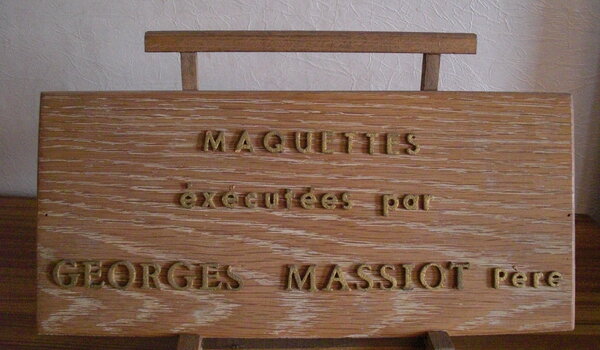 MAQUETTES
éxécutées par
GEORGES MASSIOT Père